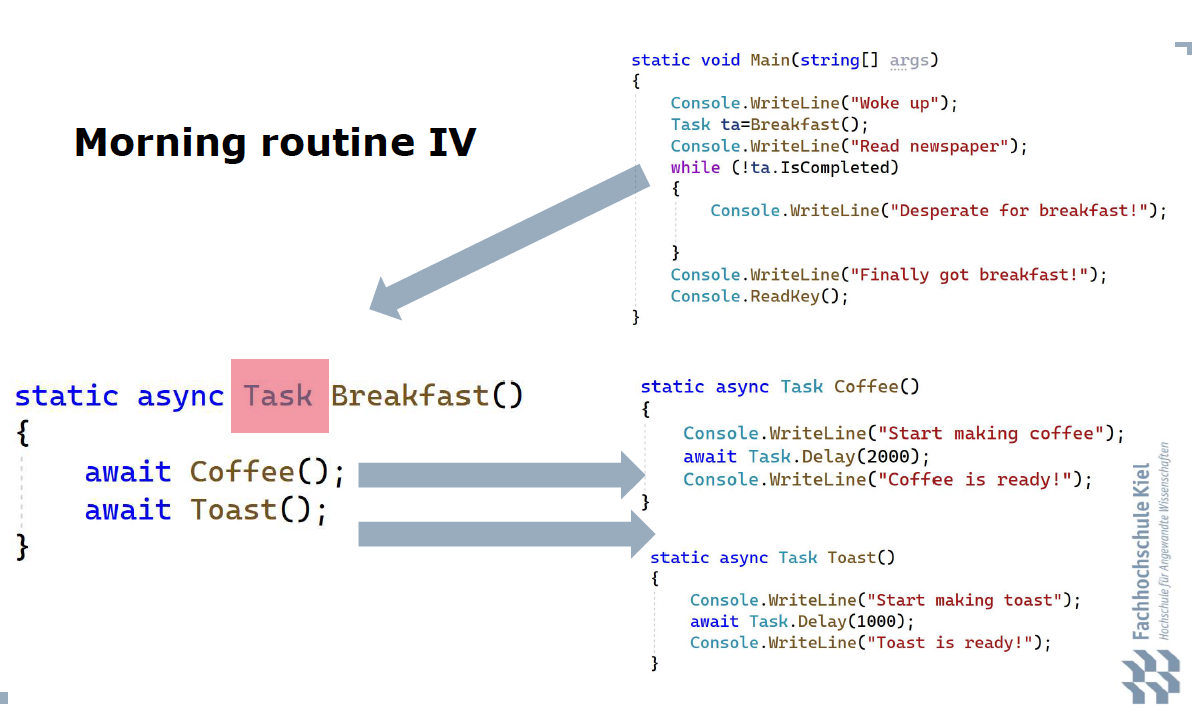 Morning routine IV
static void Main(string[] args)
{
Console.WriteLine("Woke up");
Task ta=Breakfast();
Console.WriteLine("Read newspaper");
while (!ta.IsCompleted)
{
Console.WriteLine("Desperate for breakfast!");
}
Console.WriteLine("Finally got breakfast!");
Console.ReadKey();
}
static async Task Breakfast()
{
await Coffee();
await Toast();
}
static async Task Coffee()
{
Console.WriteLine("Start making coffee");
await Task.Delay(2000);
Console.WriteLine("Coffee is ready!");
}
static async Task Toast()
{
Console.WriteLine("Start making toast");
await Task.Delay(1000);
Console.WriteLine("Toast is ready!");
}
Fachhochschule Kiel
Hochschule für Angewandte Wissenschaften